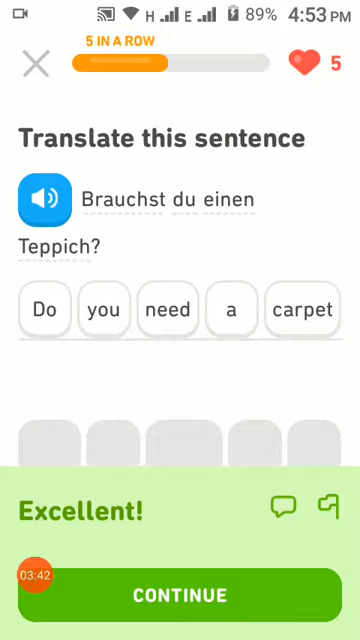 H E 89% 4:53 PM
5 IN A ROW
5
Translate this sentence
Brauchst du einen
Teppich?
Do you need a carpet
Excellent!
03:42
CONTINUE